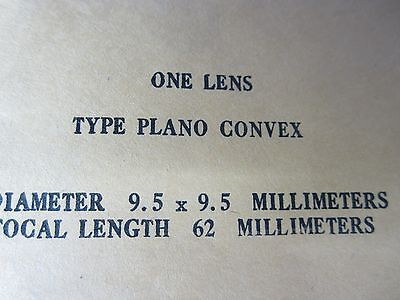 ONE LENS
TYPE PLANO CONVEX
DIAMETER 9.5 x 9.5 MILLIMETERS
FOCAL LENGTH 62 MILLIMETERS